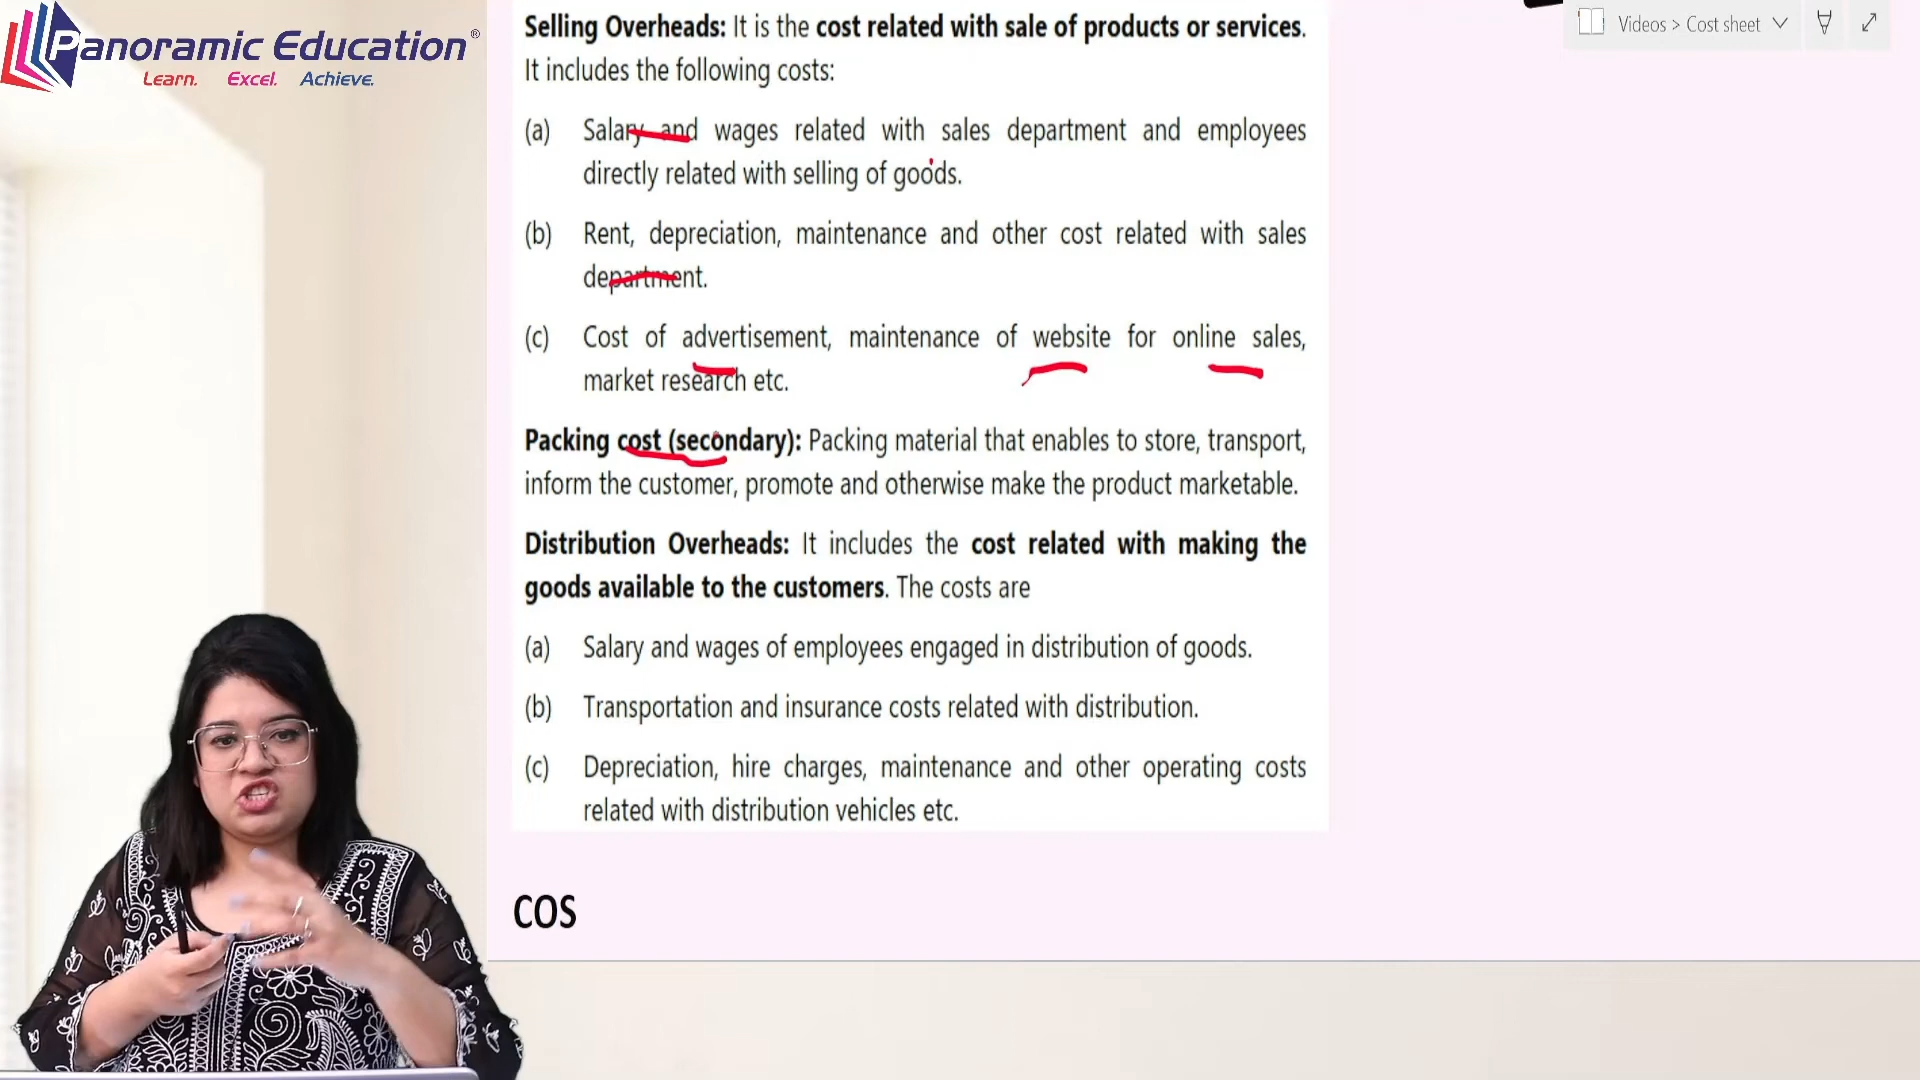 Panoramic Education®
Learn. Excel. Achieve.
Videos > Cost sheet
Selling Overheads: It is the cost related with sale of products or services.
It includes the following costs:
(a) Salary and wages related with sales department and employees
directly related with selling of goods.
(b) Rent, depreciation, maintenance and other cost related with sales
department.
(c) Cost of advertisement, maintenance of website for online sales,
market research etc.
Packing cost (secondary): Packing material that enables to store, transport,
inform the customer, promote and otherwise make the product marketable.
Distribution Overheads: It includes the cost related with making the
goods available to the customers. The costs are
(a) Salary and wages of employees engaged in distribution of goods.
(b) Transportation and insurance costs related with distribution.
(c) Depreciation, hire charges, maintenance and other operating costs
related with distribution vehicles etc.
COS